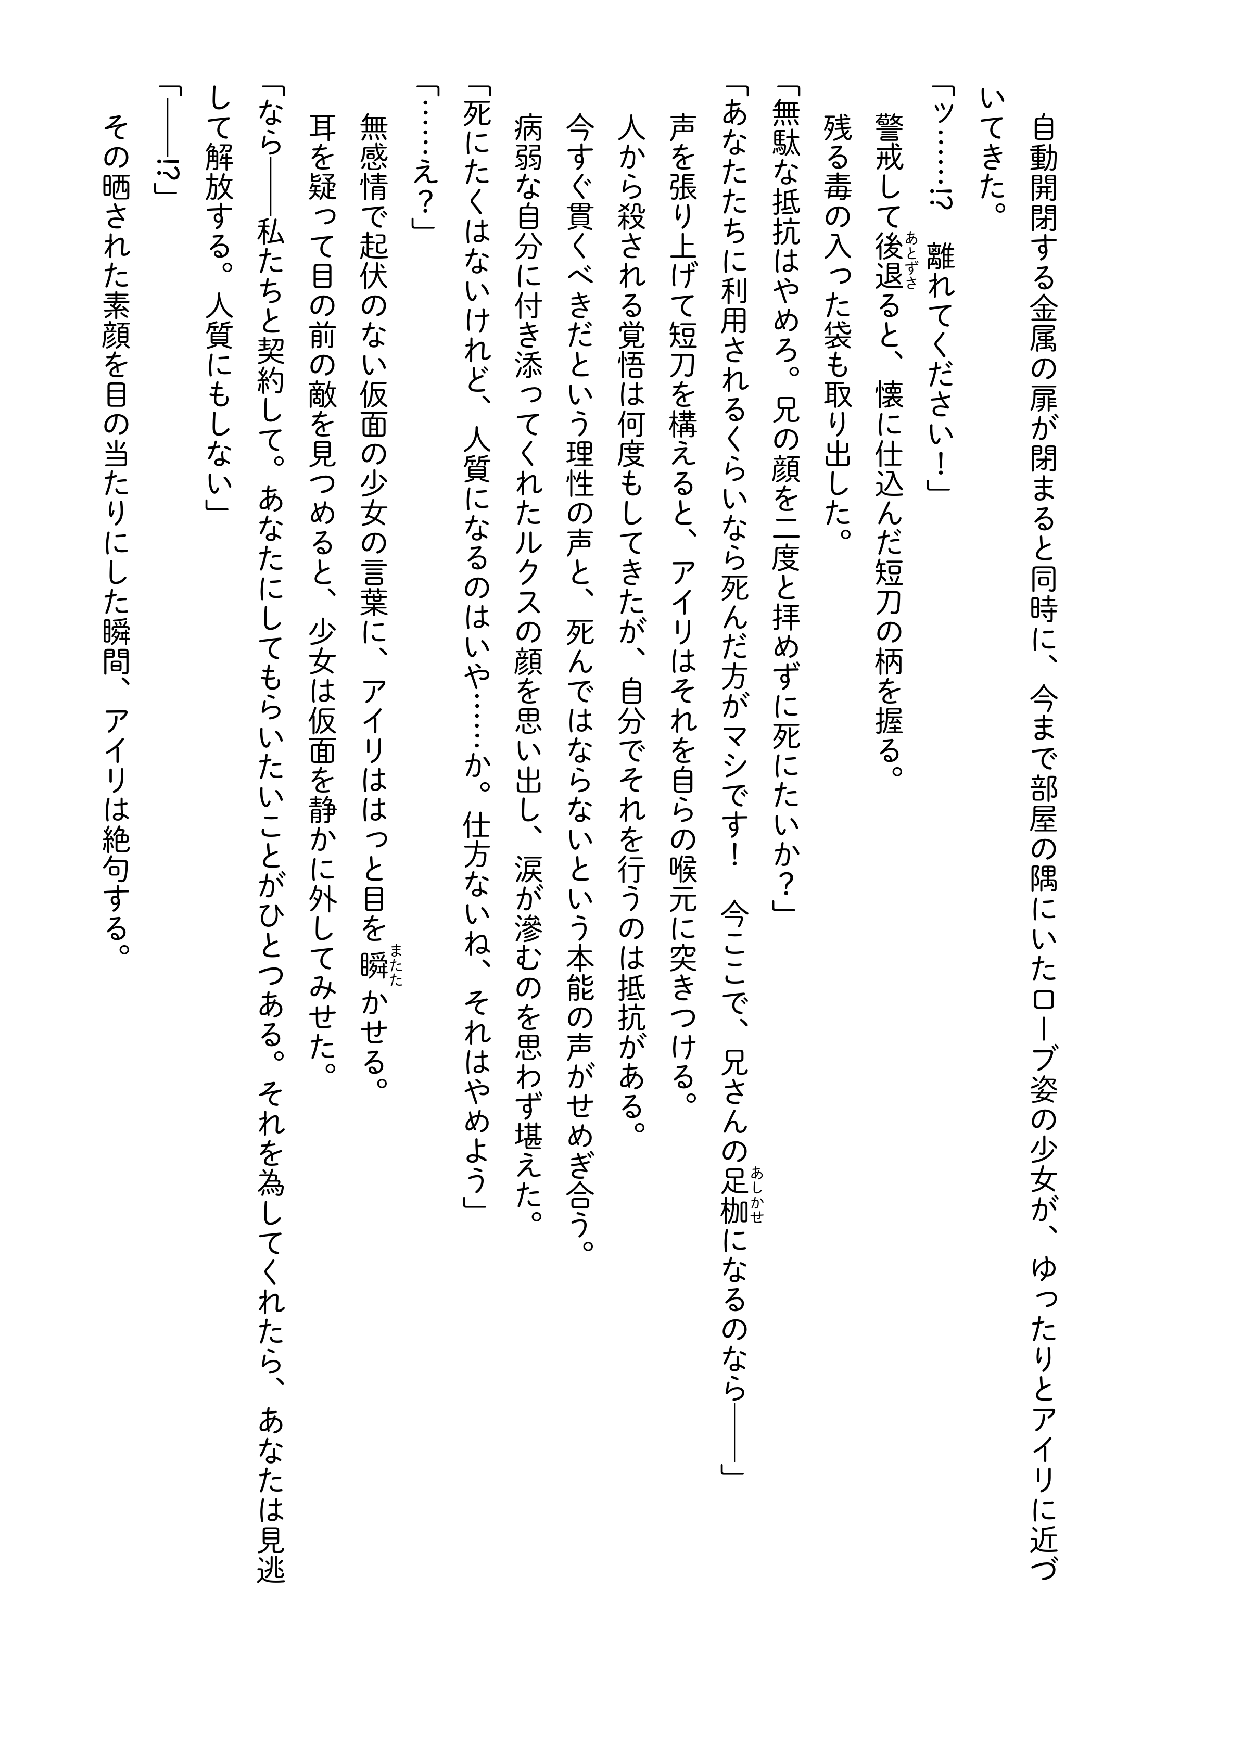 自動開閉する金属の扉が閉まると同時に、今まで部屋の隅にいたローブ姿の少女が、ゆったりとアイリに近づ
いてきた。
「ッ……!?　離れてください！」
警戒して後退ると、懐に仕込んだ短刀の柄を握る。
あとずさ
残る毒の入った袋も取り出した。
「無駄な抵抗はやめろ。兄の顔を二度と拝めずに死にたいか？」
「あなたたちに利用されるくらいなら死んだ方がマシです！　今ここで、兄さんの足枷になるのなら――」
あしかせ
声を張り上げて短刀を構えると、アイリはそれを自らの喉元に突きつける。
人から殺される覚悟は何度もしてきたが、自分でそれを行うのは抵抗がある。
今すぐ貫くべきだという理性の声と、死んではならないという本能の声がせめぎ合う。
病弱な自分に付き添ってくれたルクスの顔を思い出し、涙が滲むのを思わず堪えた。
「死にたくはないけれど、人質になるのはいや……か。仕方ないね、それはやめよう」
「……え？」
無感情で起伏のない仮面の少女の言葉に、アイリははっと目を瞬かせる。
またた
耳を疑って目の前の敵を見つめると、少女は仮面を静かに外してみせた。
「なら――私たちと契約して。あなたにしてもらいたいことがひとつある。それを為してくれたら、あなたは見逃
して解放する。人質にもしない」
「――!?」
その晒された素顔を目の当たりにした瞬間、アイリは絶句する。